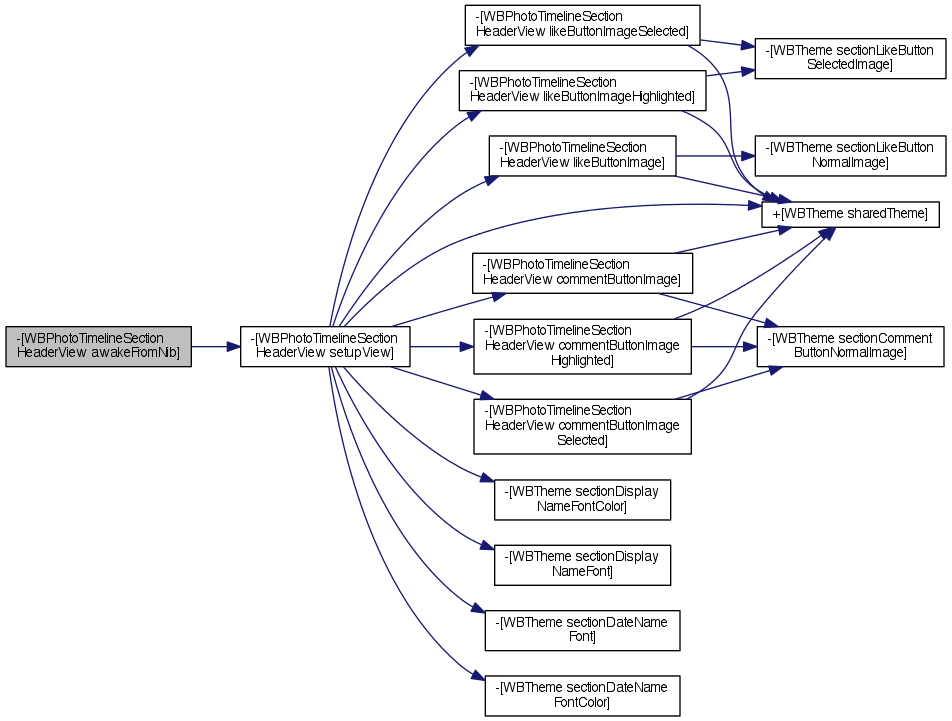 -[WBPhotoTimelineSection
HeaderView likeButtonImageSelected]
-[WBTheme sectionLikeButton
SelectedImage]
-[WBPhotoTimelineSection
HeaderView likeButtonImageHighlighted]
-[WBPhotoTimelineSection
HeaderView likeButtonImage]
-[WBTheme sectionLikeButton
NormalImage]
+[WBTheme sharedTheme]
-[WBPhotoTimelineSection
HeaderView commentButtonImage]
-[WBPhotoTimelineSection
HeaderView awakeFromNib]
-[WBPhotoTimelineSection
HeaderView setupView]
-[WBPhotoTimelineSection
HeaderView commentButtonImage
Highlighted]
-[WBTheme sectionComment
ButtonNormalImage]
-[WBPhotoTimelineSection
HeaderView commentButtonImage
Selected]
-[WBTheme sectionDisplay
NameFontColor]
-[WBTheme sectionDisplay
NameFont]
-[WBTheme sectionDateName
Font]
-[WBTheme sectionDateName
FontColor]